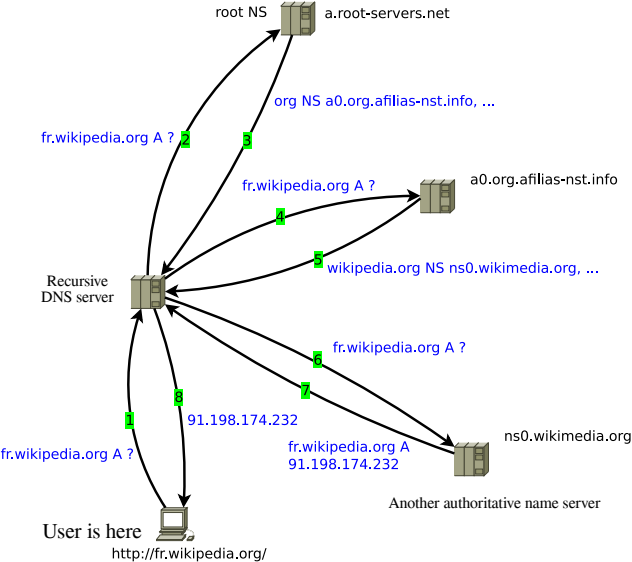 root NS
a.root-servers.net
org NS a0.org.afilias-nst.info, ...
fr.wikipedia.org A ?
2
3
fr.wikipedia.org A ?
a0.org.afilias-nst.info
4
5
wikipedia.org NS ns0.wikimedia.org, ...
Recursive
DNS server
fr.wikipedia.org A ?
6
7
8
1
91.198.174.232
fr.wikipedia.org A ?
fr.wikipedia.org A
91.198.174.232
ns0.wikimedia.org
Another authoritative name server
User is here
http://fr.wikipedia.org/